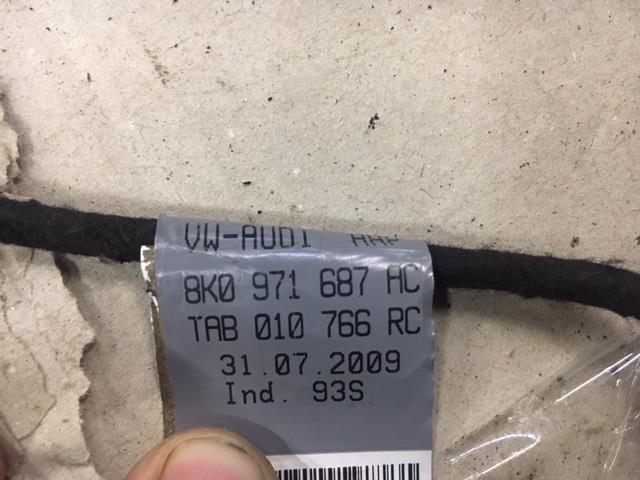 VW-AUDI
8K0 971 687 AC
TAB 010 766 RC
31.07.2009
Ind. 93S